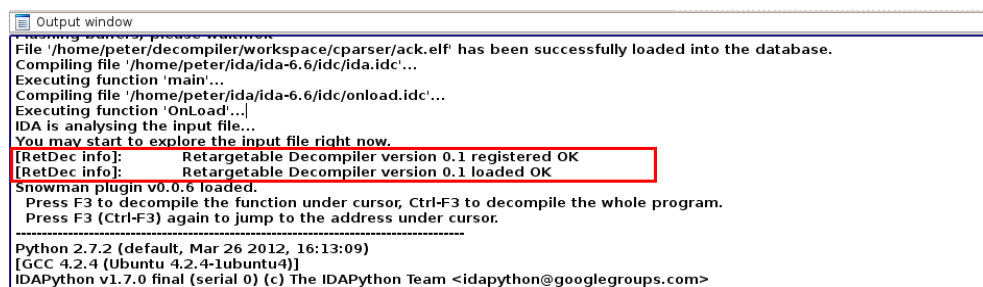 Output window
Flushing buffers, please wait...ok
File '/home/peter/decompiler/workspace/cparser/ack.elf' has been successfully loaded into the database.
Compiling file '/home/peter/ida/ida-6.6/idc/ida.idc'...
Executing function 'main'...
Compiling file '/home/peter/ida/ida-6.6/idc/onload.idc'...
Executing function 'OnLoad'...
IDA is analysing the input file...
You may start to explore the input file right now.
[RetDec info]: Retargetable Decompiler version 0.1 registered OK
[RetDec info]: Retargetable Decompiler version 0.1 loaded OK
Snowman plugin v0.0.6 loaded.
Press F3 to decompile the function under cursor, Ctrl-F3 to decompile the whole program.
Press F3 (Ctrl-F3) again to jump to the address under cursor.
---------------------------------------------------------------------------------------------
Python 2.7.2 (default, Mar 26 2012, 16:13:09)
[GCC 4.2.4 (Ubuntu 4.2.4-1ubuntu4)]
IDAPython v1.7.0 final (serial 0) (c) The IDAPython Team <idapython@googlegroups.com>